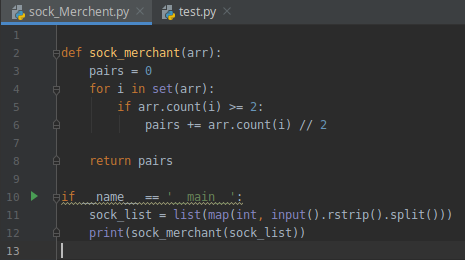 sock_Merchent.py × test.py ×
1
2 def sock_merchant(arr):
3     pairs = 0
4     for i in set(arr):
5         if arr.count(i) >= 2:
6             pairs += arr.count(i) // 2
7
8     return pairs
9
10 if __name__ == '__main__':
11     sock_list = list(map(int, input().rstrip().split()))
12     print(sock_merchant(sock_list))
13